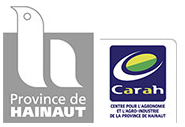 Province de
HAINAUT
Carah
CENTRE POUR L'AGRONOMIE
ET L'AGRO-INDUSTRIE
DE LA PROVINCE DE HAINAUT